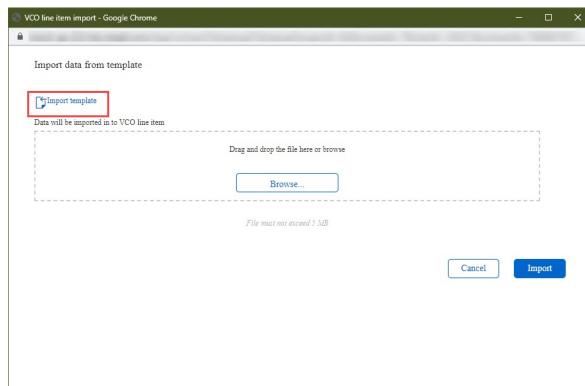 VCO line item import - Google Chrome
Import data from template
Import template
Data will be imported in to VCO line item
Drag and drop the file here or browse
Browse...
File must not exceed 5 MB
Cancel Import